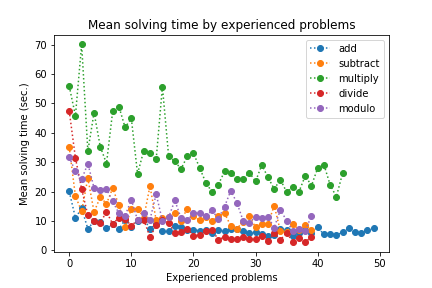 Mean solving time by experienced problems
add
subtract
multiply
divide
modulo
Mean solving time (sec.)
70
60
50
40
30
20
10
0
0 10 20 30 40 50
Experienced problems